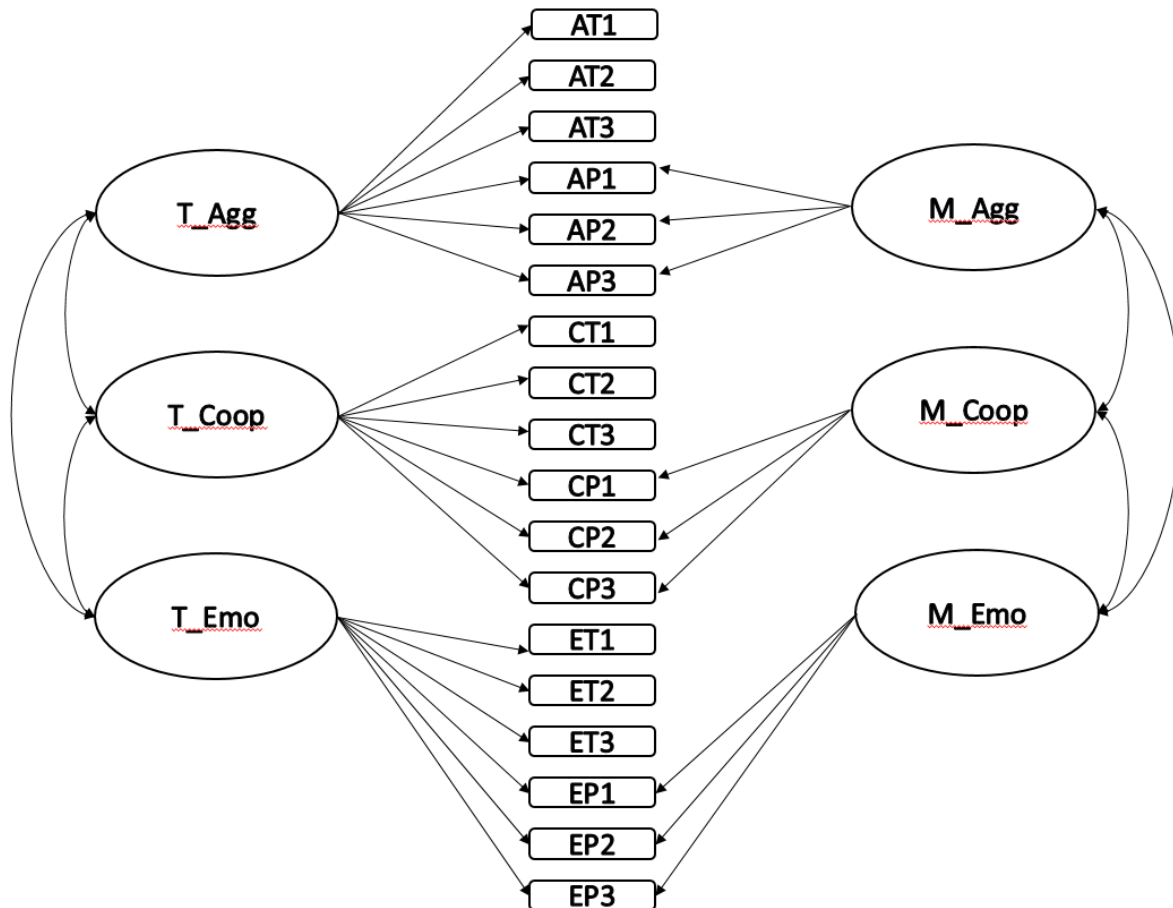 AT1
AT2
AT3
AP1
AP2
AP3
CT1
CT2
CT3
CP1
CP2
CP3
ET1
ET2
ET3
EP1
EP2
EP3
T_Agg
T_Coop
T_Emo
M_Agg
M_Coop
M_Emo